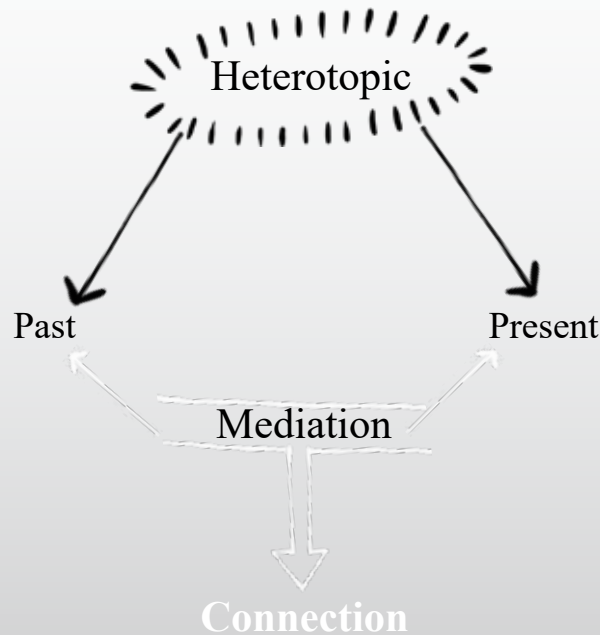 Heterotopic
Past
Present
Mediation
Connection